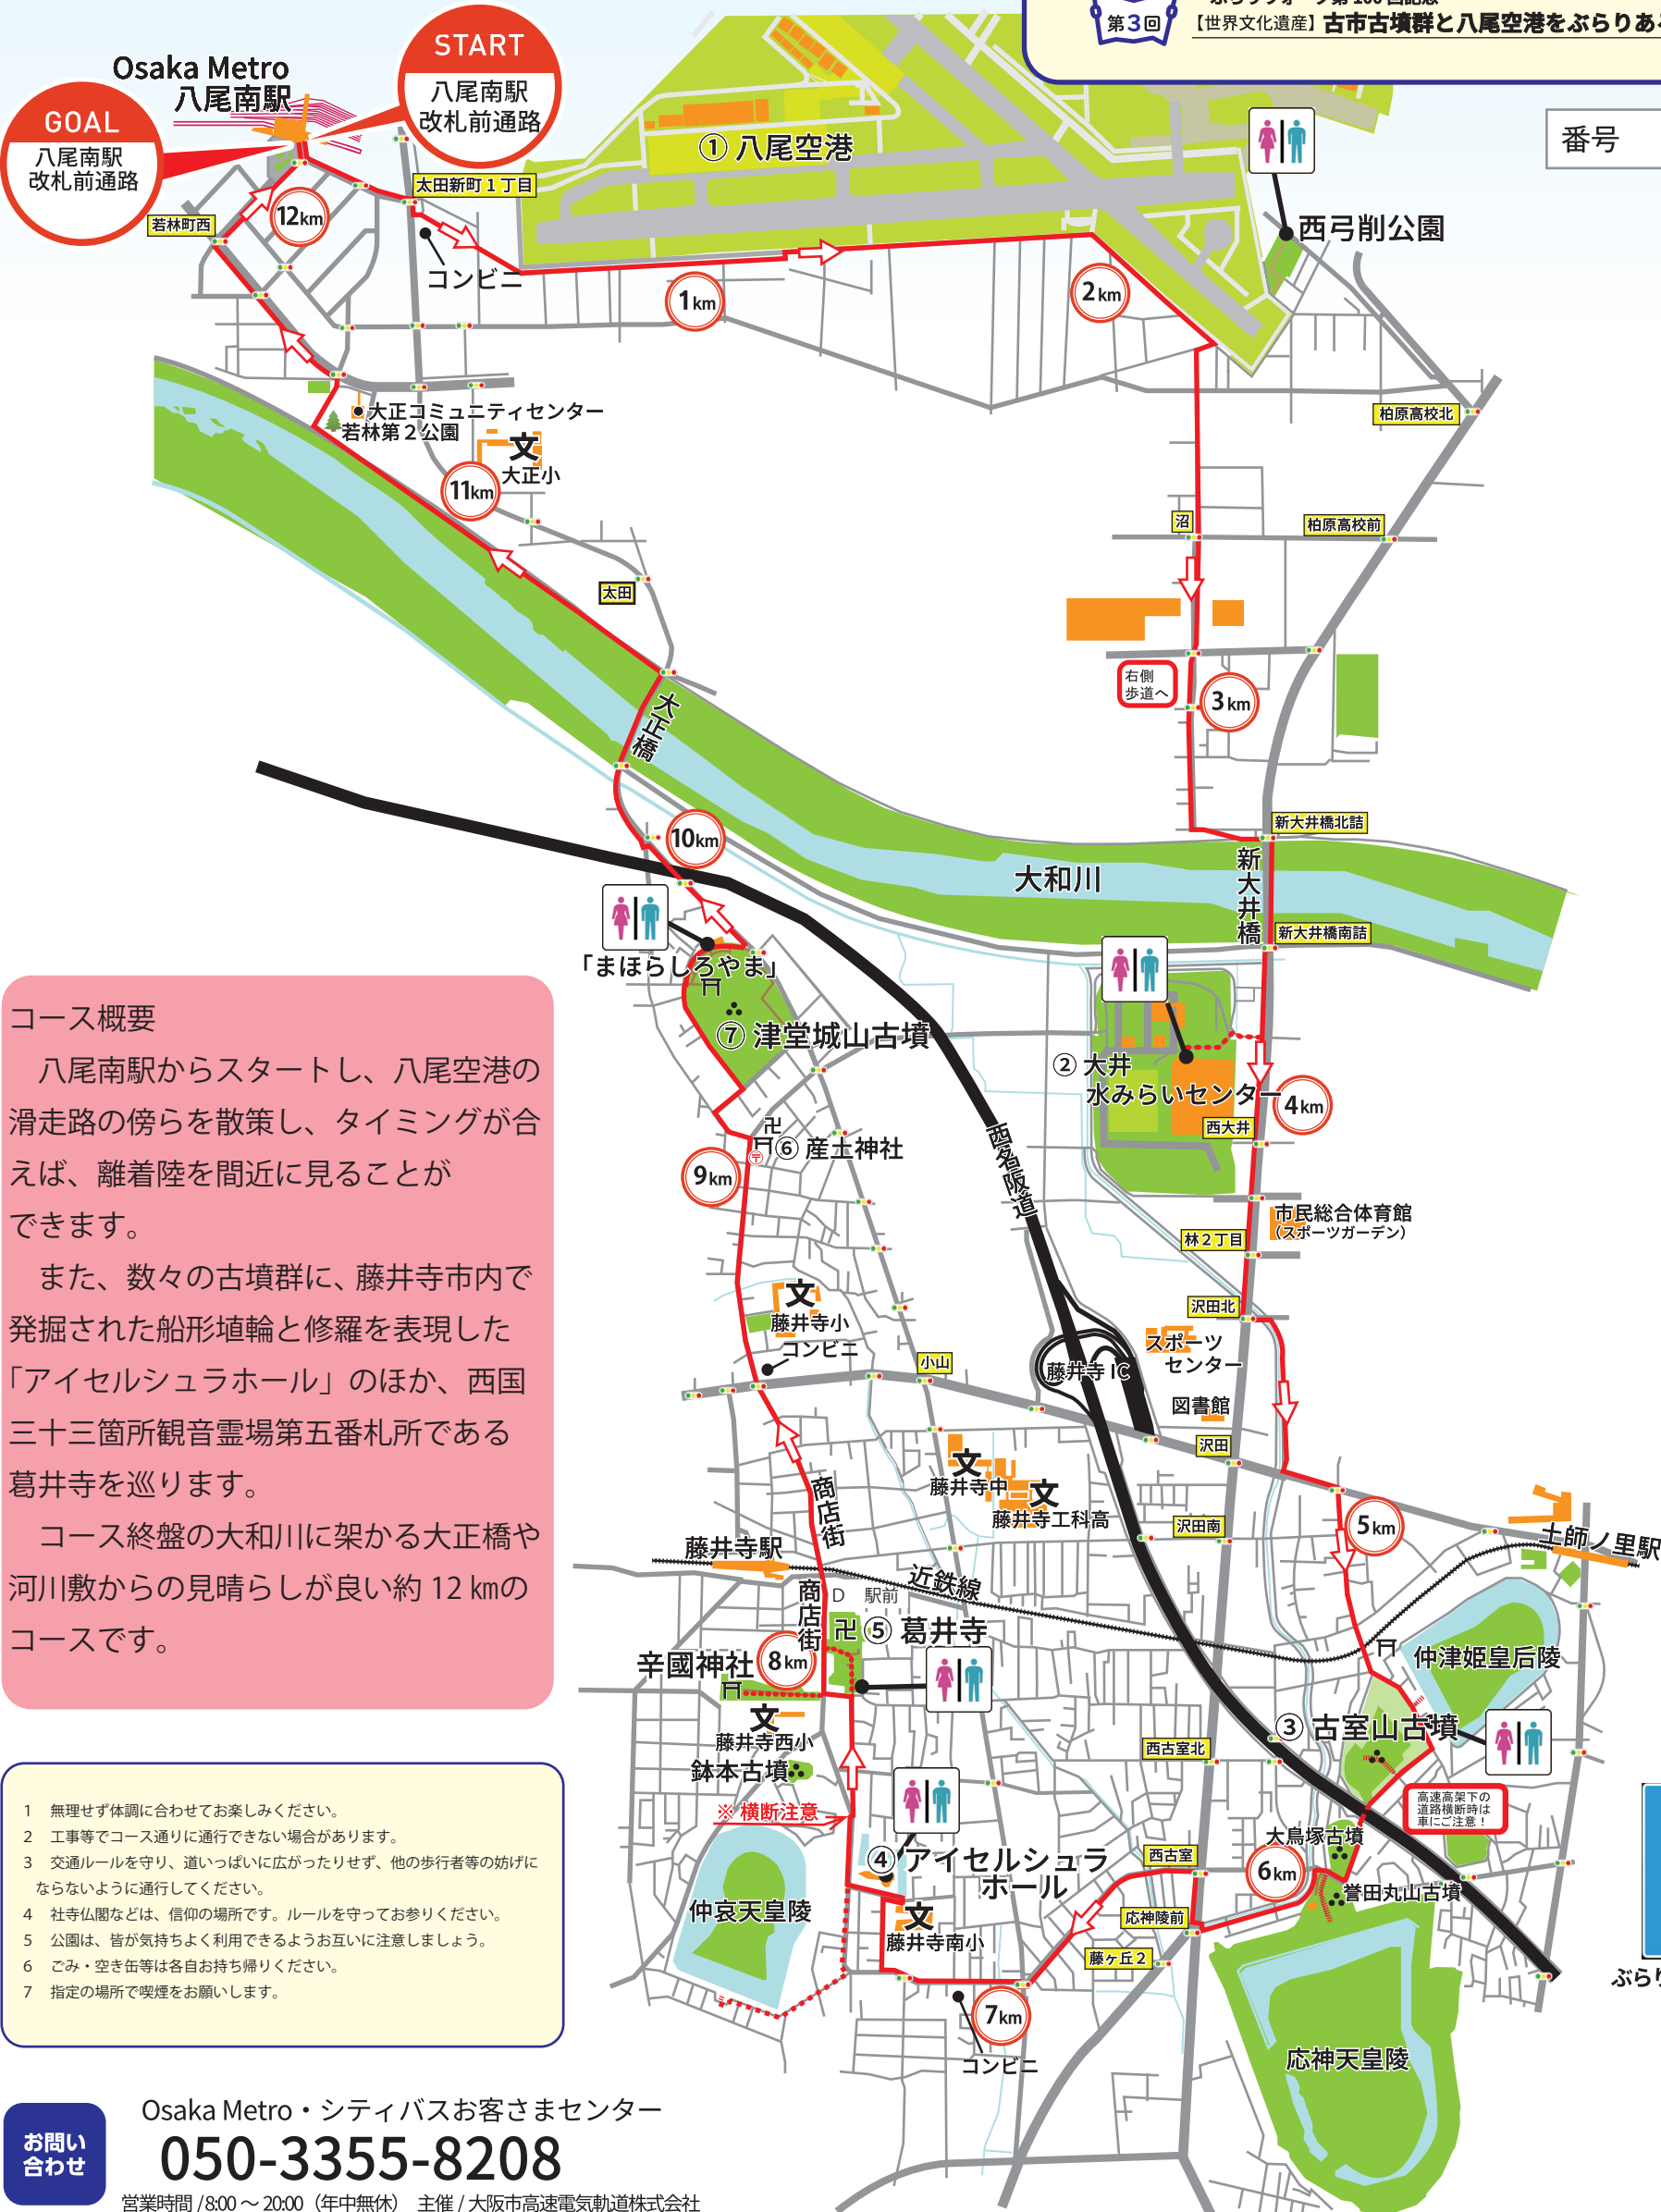 ぶらりウォーク第100回記念
第3回
【世界文化遺産】古市古墳群と八尾空港をぶらりある
番号
START
八尾南駅
改札前通路
GOAL
八尾南駅
改札前通路
Osaka Metro
八尾南駅
① 八尾空港
太田新町1丁目
若林町西
12km
コンビニ
1km
2km
西弓削公園
柏原高校北
柏原高校前
大正コミュニティセンター
若林第2公園
文
大正小
11km
太田
沼
右側
歩道へ
3km
大正橋
10km
新大井橋北詰
大和川
新大井橋
新大井橋南詰
「まほらしろやま」
⑦ 津堂城山古墳
② 大井
水みらいセンター
4km
西大井
卍
⑥ 産土神社
〒
9km
西名阪道
市民総合体育館
(スポーツガーデン)
林2丁目
沢田北
文
藤井寺小
コンビニ
小山
藤井寺IC
スポーツ
センター
図書館
沢田
商店街
文
藤井寺中
文
藤井寺工科高
沢田南
5km
土師ノ里駅
藤井寺駅
近鉄線
商店街
D 駅前
卍 ⑤ 葛井寺
8km
辛國神社
仲津姫皇后陵
文
藤井寺西小
③ 古室山古墳
鉢本古墳
西古室北
※ 横断注意
高速高架下の
道路横断時は
車にご注意！
大鳥塚古墳
④ アイセルシュラ
ホール
西古室
6km
仲哀天皇陵
誉田丸山古墳
文
藤井寺南小
応神陵前
藤ヶ丘2
7km
コンビニ
応神天皇陵
ぶらり
コース概要
八尾南駅からスタートし、八尾空港の
滑走路の傍らを散策し、タイミングが合
えば、離着陸を間近に見ることが
できます。
また、数々の古墳群に、藤井寺市内で
発掘された船形埴輪と修羅を表現した
「アイセルシュラホール」のほか、西国
三十三箇所観音霊場第五番札所である
葛井寺を巡ります。
コース終盤の大和川に架かる大正橋や
河川敷からの見晴らしが良い約 12 ㎞の
コースです。
1 無理せず体調に合わせてお楽しみください。
2 工事等でコース通りに通行できない場合があります。
3 交通ルールを守り、道いっぱいに広がったりせず、他の歩行者等の妨げに
ならないように通行してください。
4 社寺仏閣などは、信仰の場所です。ルールを守ってお参りください。
5 公園は、皆が気持ちよく利用できるようお互いに注意しましょう。
6 ごみ・空き缶等は各自お持ち帰りください。
7 指定の場所で喫煙をお願いします。
お問い
合わせ
Osaka Metro・シティバスお客さまセンター
050-3355-8208
営業時間 /8:00 〜 20:00（年中無休） 主催 / 大阪市高速電気軌道株式会社